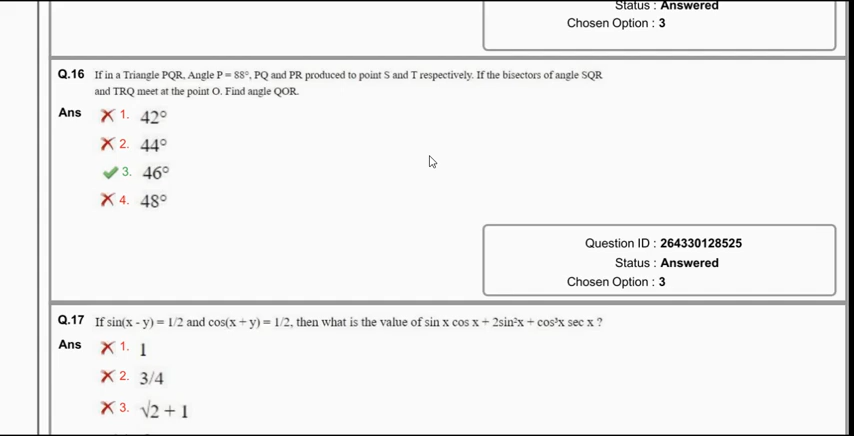 Status : Answered
Chosen Option : 3
Q.16 If in a Triangle PQR, Angle P = 88°, PQ and PR produced to point S and T respectively. If the bisectors of angle SQR
and TRQ meet at the point O. Find angle QOR.
Ans 1. 42°
2. 44°
3. 46°
4. 48°
Question ID : 264330128525
Status : Answered
Chosen Option : 3
Q.17 If sin(x - y) = 1/2 and cos(x + y) = 1/2, then what is the value of sin x cos x + 2sin²x + cos³x sec x ?
Ans 1. 1
2. 3/4
3. √2 + 1